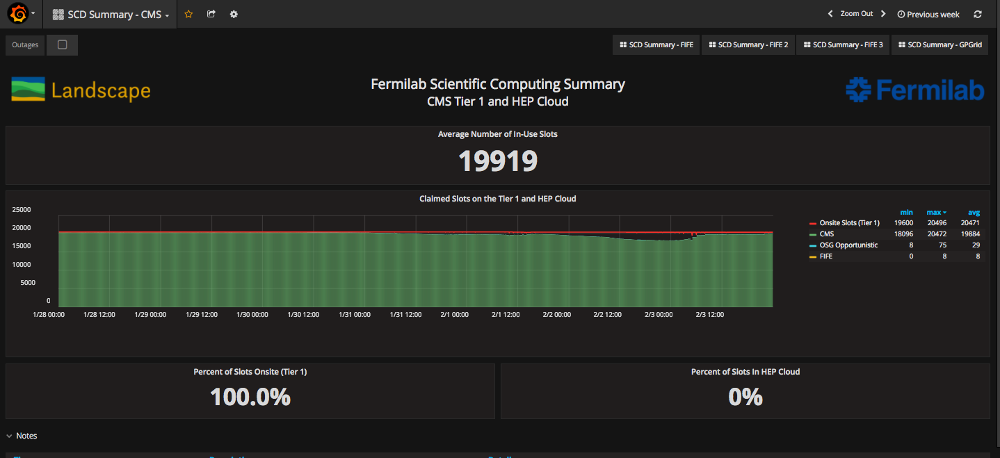 SCD Summary - CMS
Zoom Out
Previous week
Outages
SCD Summary - FIFE
SCD Summary - FIFE 2
SCD Summary - FIFE 3
SCD Summary - GPGrid
Landscape
Fermilab Scientific Computing Summary
CMS Tier 1 and HEP Cloud
Fermilab
Average Number of In-Use Slots
19919
Claimed Slots on the Tier 1 and HEP Cloud
25000
20000
15000
10000
5000
0
1/28 00:00 1/28 12:00 1/29 00:00 1/29 12:00 1/30 00:00 1/30 12:00 1/31 00:00 1/31 12:00 2/1 00:00 2/1 12:00 2/2 00:00 2/2 12:00 2/3 00:00 2/3 12:00
min max avg
Onsite Slots (Tier 1) 19600 20496 20471
CMS 18096 20472 19884
OSG Opportunistic 8 75 29
FIFE 0 8 8
Percent of Slots Onsite (Tier 1)
100.0%
Percent of Slots In HEP Cloud
0%
Notes